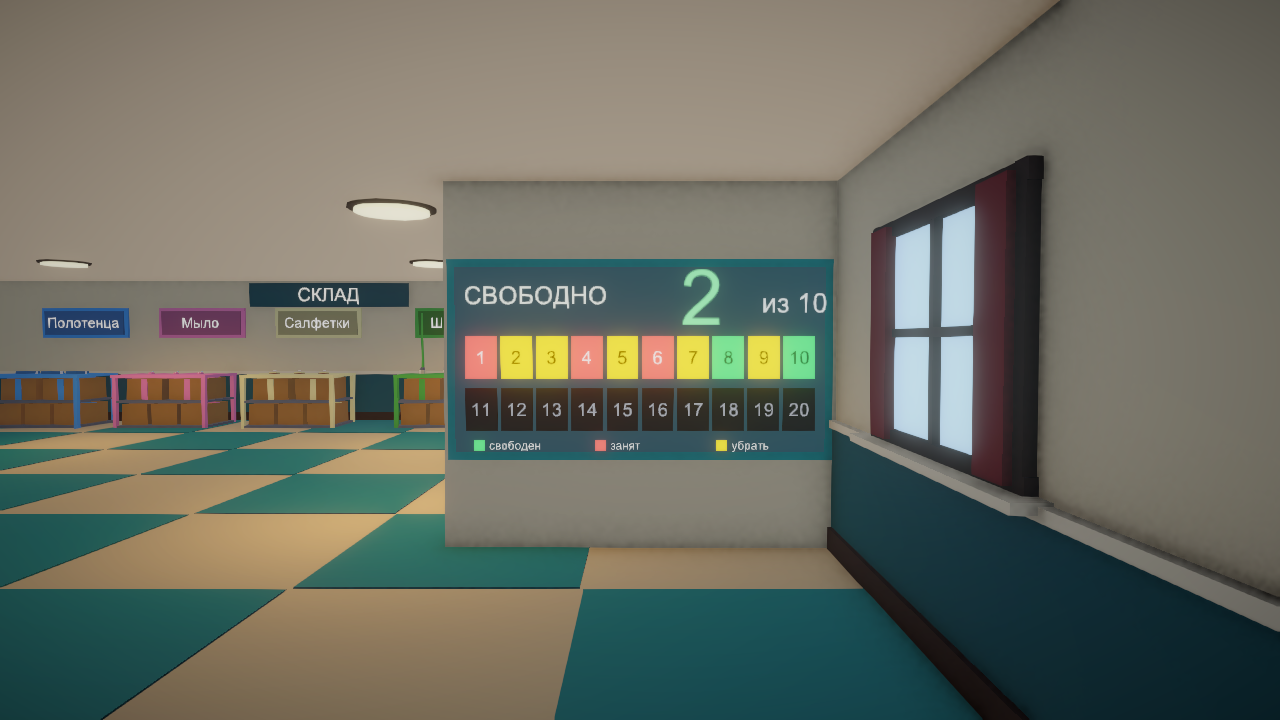 СКЛАД
Полотенца
Мыло
Салфетки
СВОБОДНО 2 из 10
1 2 3 4 5 6 7 8 9 10
11 12 13 14 15 16 17 18 19 20
свободен занят убрать